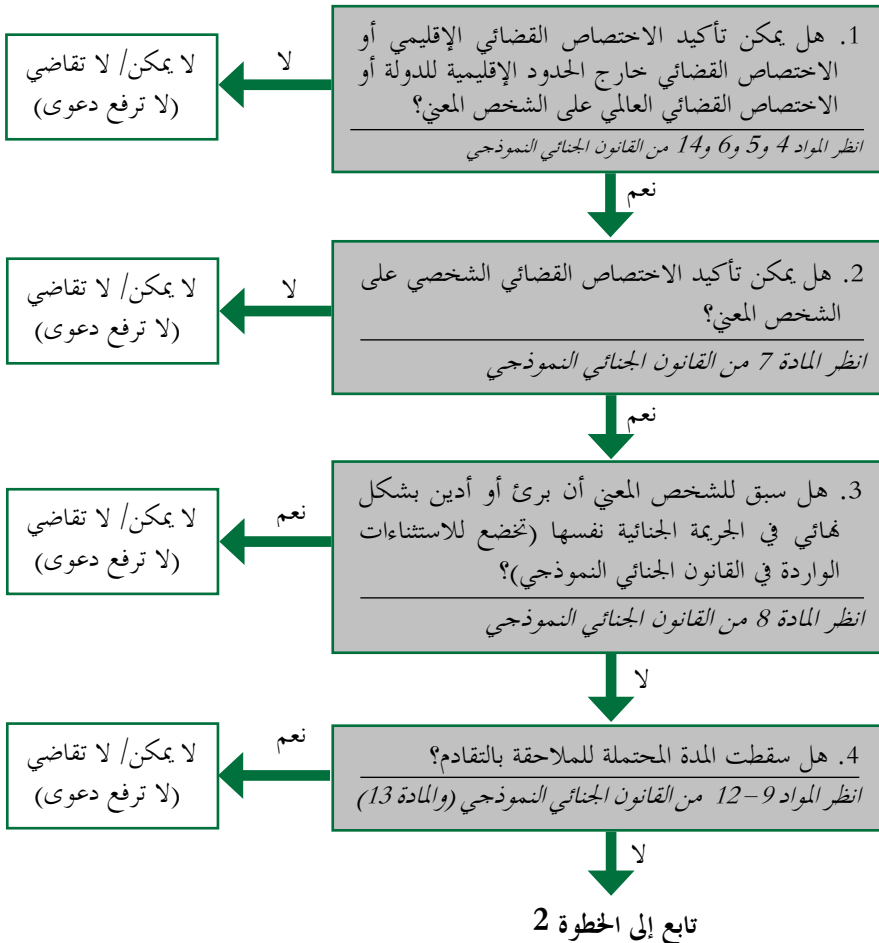 1. هل يمكن تأكيد الاختصاص القضائي الإقليمي أو
الاختصاص القضائي خارج الحدود الإقليمية للدولة أو
الاختصاص القضائي العالمي على الشخص المعني؟
انظر المواد 4 و5 و6 و14 من القانون الجنائي النموذجي
لا
لا يمكن/ لا تقاضي
(لا ترفع دعوى)
نعم
2. هل يمكن تأكيد الاختصاص القضائي الشخصي على
الشخص المعني؟
انظر المادة 7 من القانون الجنائي النموذجي
لا
لا يمكن/ لا تقاضي
(لا ترفع دعوى)
نعم
3. هل سبق للشخص المعني أن برئ أو أدين بشكل
نهائي في الجريمة الجنائية نفسها (تخضع للاستثناءات
الواردة في القانون الجنائي النموذجي)؟
انظر المادة 8 من القانون الجنائي النموذجي
نعم
لا يمكن/ لا تقاضي
(لا ترفع دعوى)
لا
4. هل سقطت المدة المحتملة للملاحقة بالتقادم؟
انظر المواد 9–12 من القانون الجنائي النموذجي (والمادة 13)
نعم
لا يمكن/ لا تقاضي
(لا ترفع دعوى)
لا
تابع إلى الخطوة 2